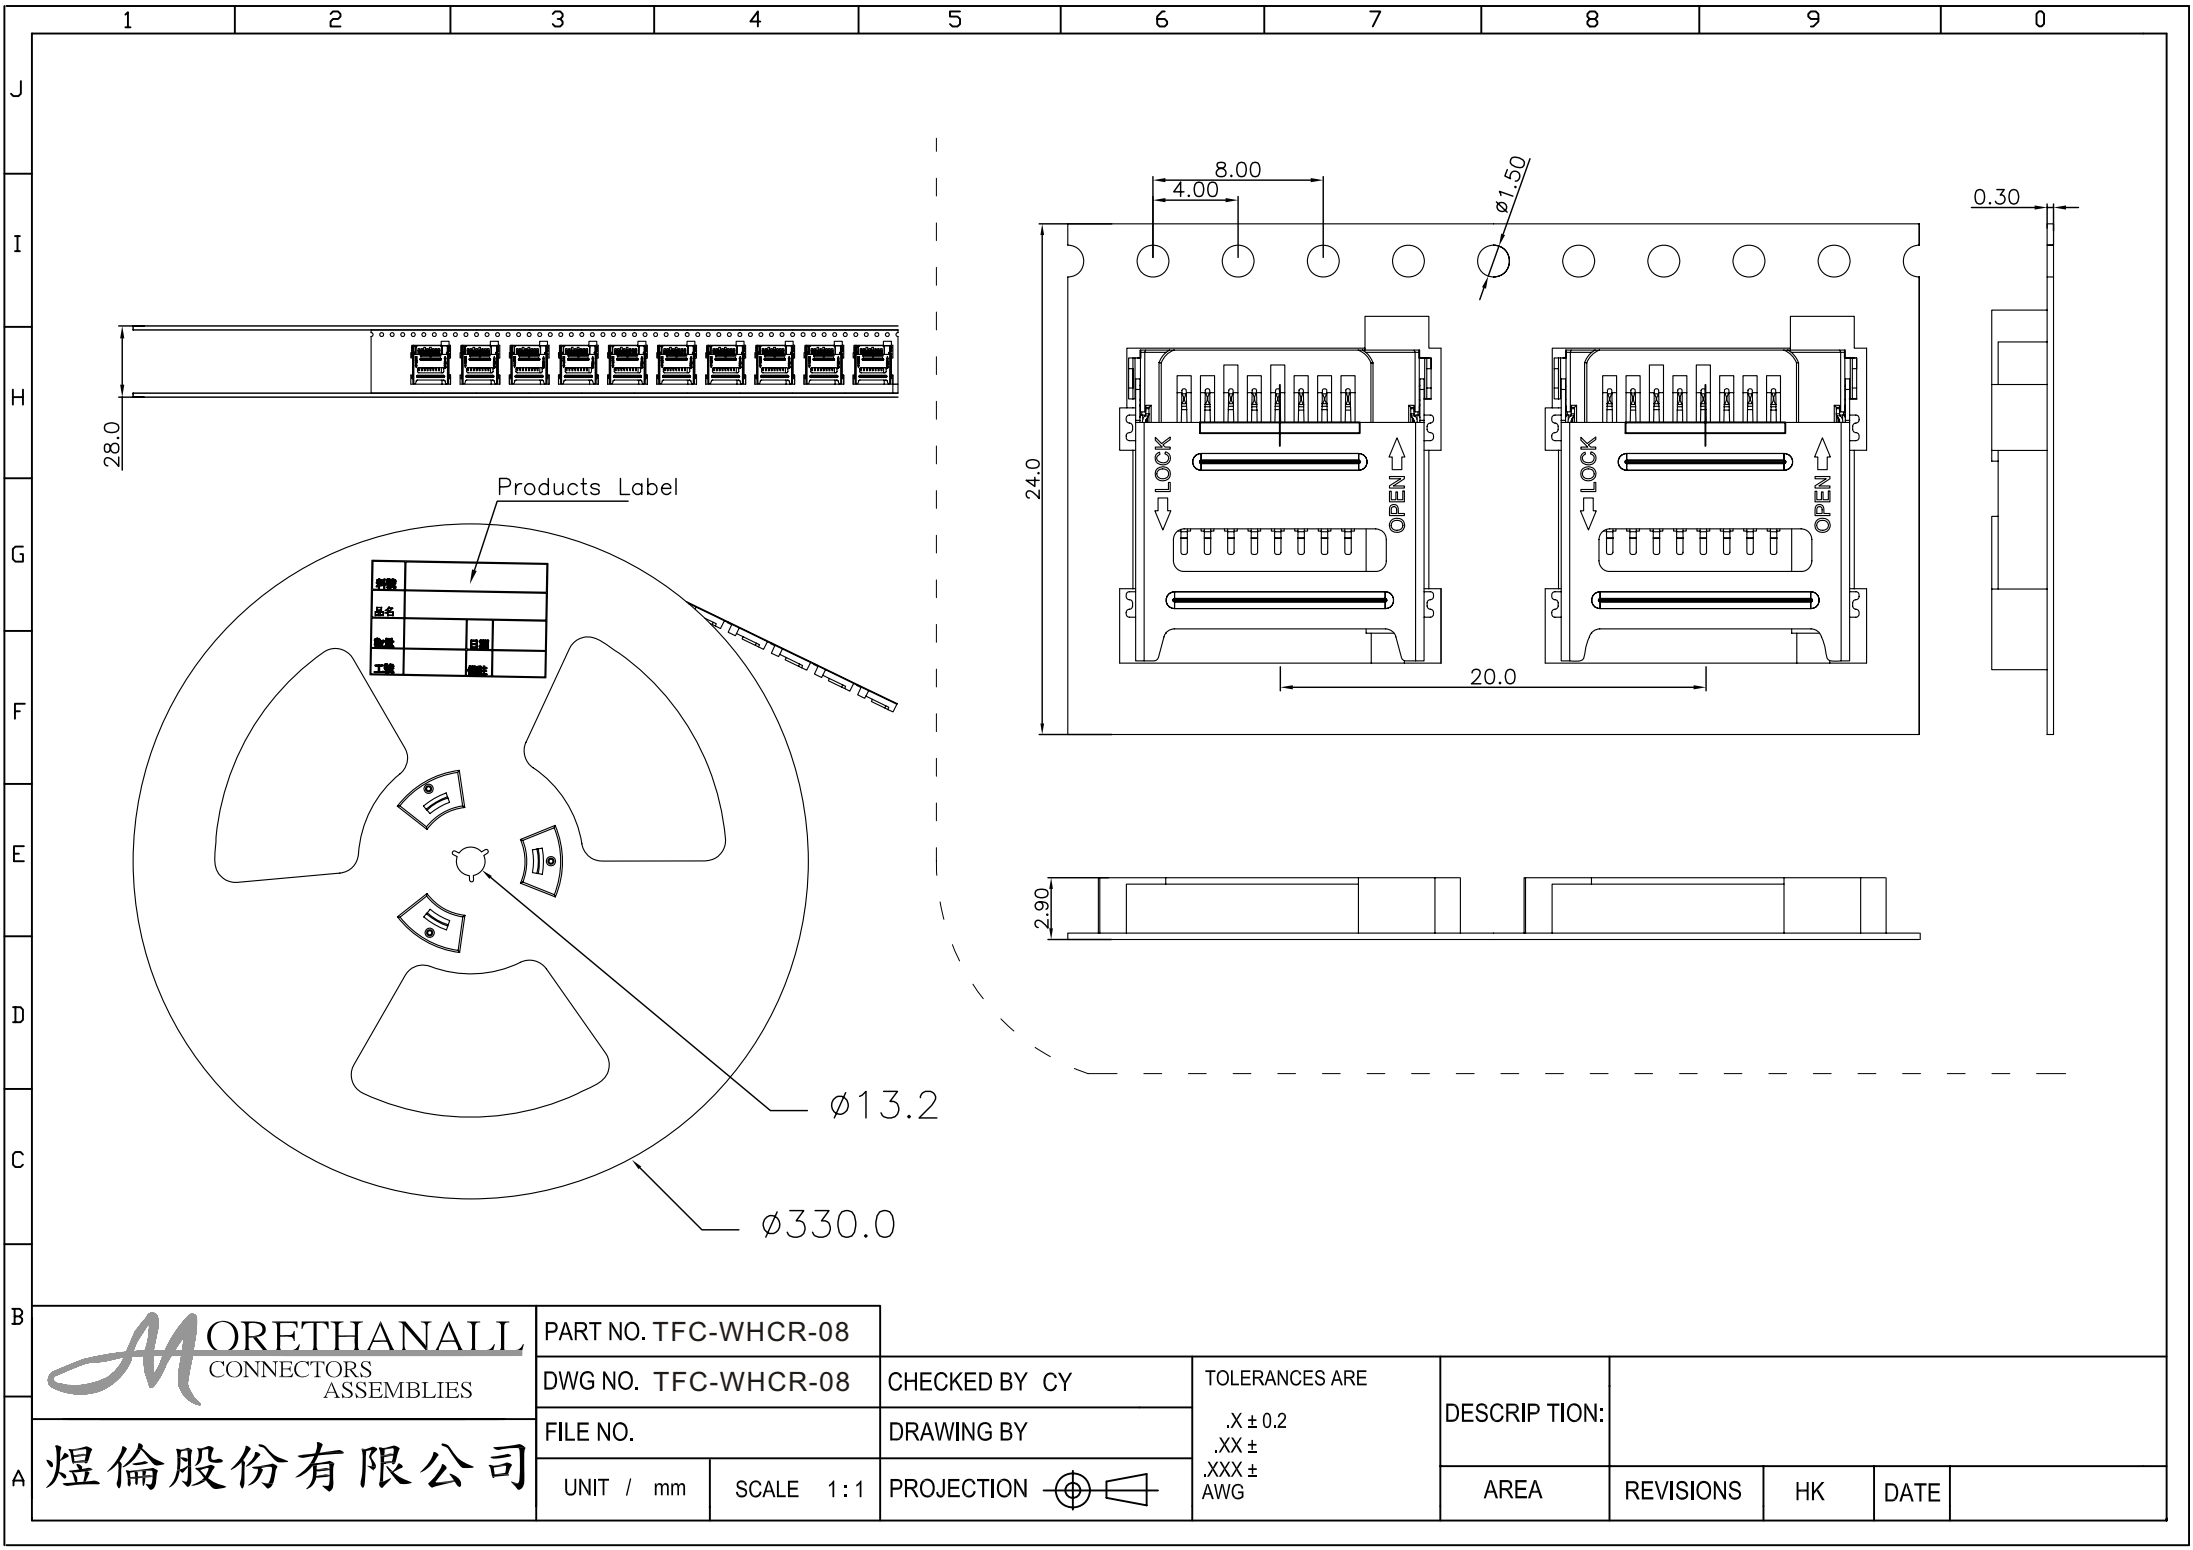 1 2 3 4 5 6 7 8 9 0
J
I
H
G
F
E
D
C
B
A
28.0
Products Label
品名
日期
工號
ø13.2
ø330.0
8.00
4.00
ø1.50
0.30
24.0
LOCK
OPEN
LOCK
OPEN
20.0
2.90
MORETHANALL
CONNECTORS
ASSEMBLIES
煜倫股份有限公司
PART NO. TFC-WHCR-08
DWG NO. TFC-WHCR-08
FILE NO.
UNIT / mm
SCALE 1:1
CHECKED BY CY
DRAWING BY
PROJECTION
TOLERANCES ARE
.X ± 0.2
.XX ±
.XXX ±
AWG
DESCRIP TION:
AREA
REVISIONS
HK
DATE